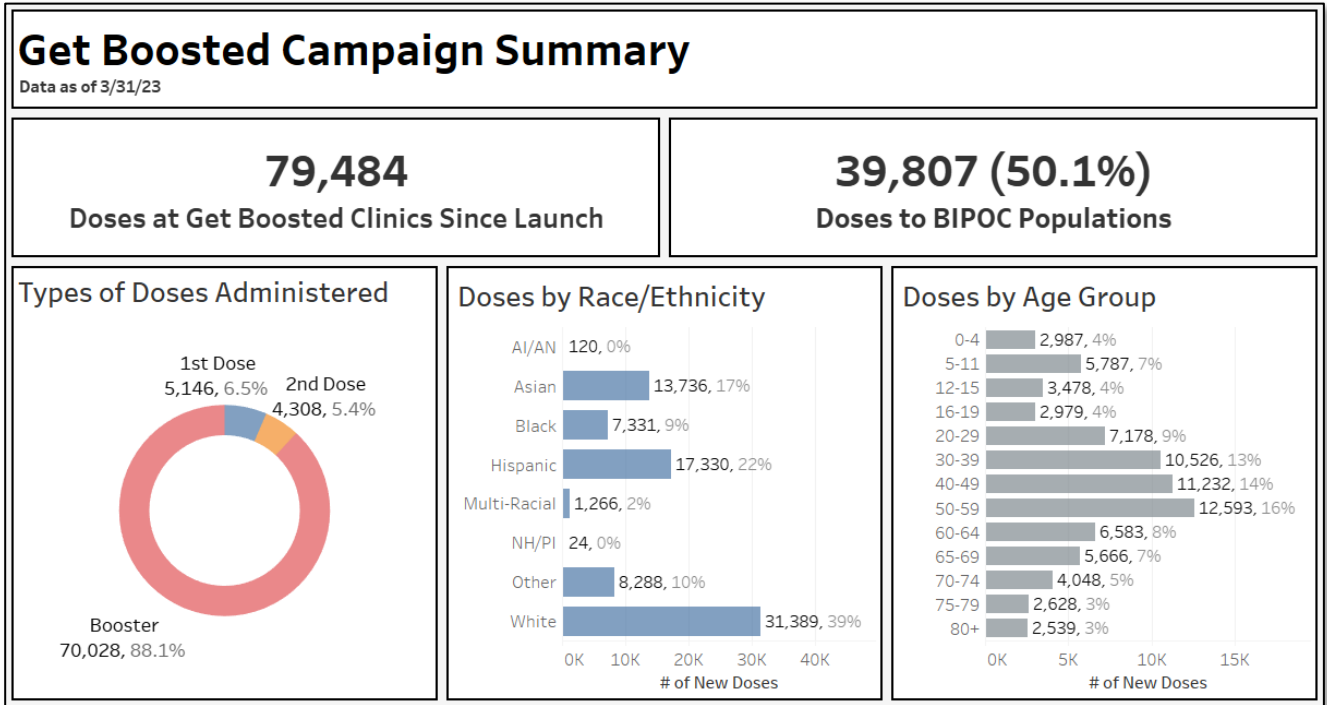 Get Boosted Campaign Summary
Data as of 3/31/23
79,484
Doses at Get Boosted Clinics Since Launch
39,807 (50.1%)
Doses to BIPOC Populations
Types of Doses Administered
1st Dose
5,146, 6.5%
2nd Dose
4,308, 5.4%
Booster
70,028, 88.1%
Doses by Race/Ethnicity
AI/AN 120, 0%
Asian 13,736, 17%
Black 7,331, 9%
Hispanic 17,330, 22%
Multi-Racial 1,266, 2%
NH/PI 24, 0%
Other 8,288, 10%
White 31,389, 39%
0K 10K 20K 30K 40K
# of New Doses
Doses by Age Group
0-4 2,987, 4%
5-11 5,787, 7%
12-15 3,478, 4%
16-19 2,979, 4%
20-29 7,178, 9%
30-39 10,526, 13%
40-49 11,232, 14%
50-59 12,593, 16%
60-64 6,583, 8%
65-69 5,666, 7%
70-74 4,048, 5%
75-79 2,628, 3%
80+ 2,539, 3%
0K 5K 10K 15K
# of New Doses